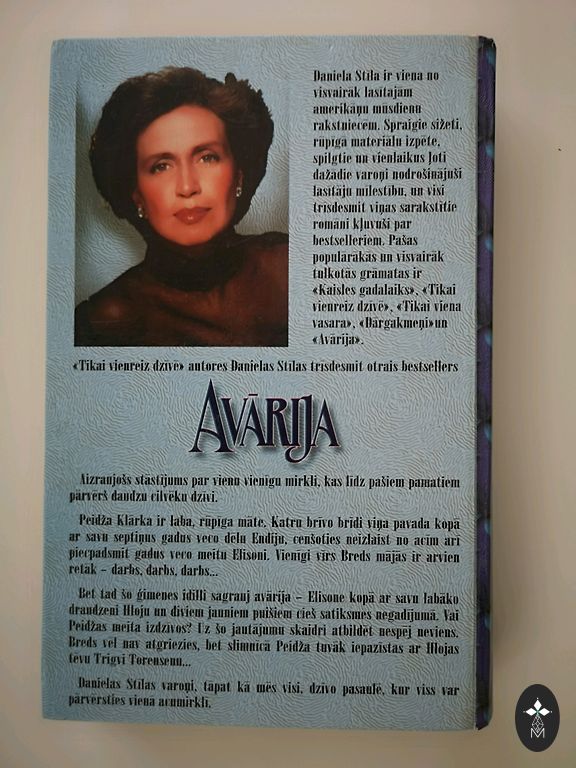 Daniela Stīla ir viena no
visvairāk lasītajām
amerikāņu mūsdienu
rakstniecēm. Spraigie sižeti,
rūpīgā materiālu izpēte,
spilgtie un vienlaikus ļoti
dažādie varoņi nodrošinājuši
lasītāju mīlestību, un visi
trīsdesmit viņas sarakstītie
romāni kļuvuši par
bestselleriem. Pašas
populārākās un visvairāk
tulkotās grāmatas ir
«Kaisles gadalaiks», «Tikai
vienreiz dzīvē», «Tikai viena
vasara», «Dārgakmeņi»un
«Avārija».
«Tikai vienreiz dzīvē» autores Danielas Stīlas trīsdesmit otrais bestsellers
AVĀRIJA
Aizraujošs stāstījums par vienu vienīgu mirkli, kas līdz pašiem pamatiem
pārvērš daudzu cilvēku dzīvi.
Peidža Klārka ir laba, rūpīga māte. Katru brīvo brīdi viņa pavada kopā
ar savu septiņus gadus veco dēlu Endiju, cenšoties neizlaist no acīm arī
piecpadsmit gadus veco meitu Elisoni. Vienīgi vīrs Breds mājās ir arvien
retāk – darbs, darbs, darbs...
Bet tad šo ģimenes idilli sagrauj avārija – Elisone kopā ar savu labāko
draudzeni Hloju un diviem jauniem puišiem cieš satiksmes negadījumā. Vai
Peidžas meita izdzīvos? Uz šo jautājumu skaidri atbildēt nespēj neviens.
Breds vēl nav atgriezies, bet slimnīcā Peidža tuvāk iepazīstas ar Hlojas
tēvu Trigvi Torensenu...
Danielas Stīlas varoņi, tāpat kā mēs visi, dzīvo pasaulē, kur viss var
pārvērsties vienā acumirklī.
M